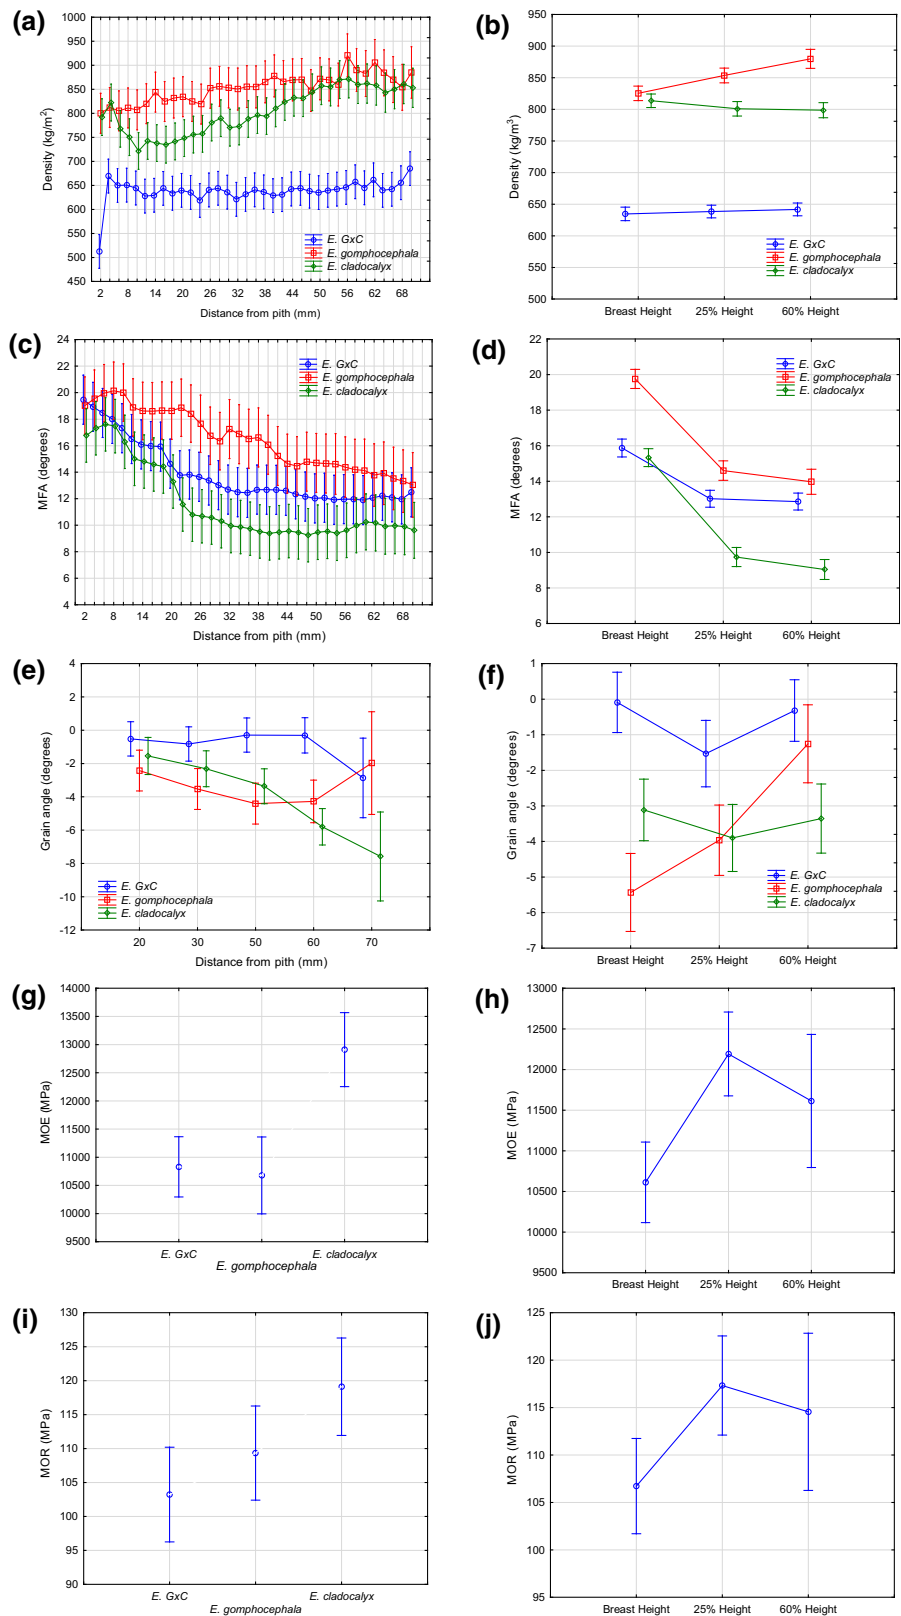 (a)
1000
950
900
850
800
750
700
650
600
550
500
450
Density (kg/m²)
E. GxC
E. gomphocephala
E. cladocalyx
2 8 14 20 26 32 38 44 50 56 62 68
Distance from pith (mm)
(b)
950
900
850
800
750
700
650
600
550
500
Density (kg/m³)
E. GxC
E. gomphocephala
E. cladocalyx
Breast Height 25% Height 60% Height
(c)
24
22
20
18
16
14
12
10
8
6
4
MFA (degrees)
E. GxC
E. gomphocephala
E. cladocalyx
2 8 14 20 26 32 38 44 50 56 62 68
Distance from pith (mm)
(d)
22
20
18
16
14
12
10
8
6
MFA (degrees)
E. GxC
E. gomphocephala
E. cladocalyx
Breast Height 25% Height 60% Height
(e)
4
2
0
-2
-4
-6
-8
-10
-12
Grain angle (degrees)
E. GxC
E. gomphocephala
E. cladocalyx
20 30 50 60 70
Distance from pith (mm)
(f)
1
0
-1
-2
-3
-4
-5
-6
-7
Grain angle (degrees)
E. GxC
E. gomphocephala
E. cladocalyx
Breast Height 25% Height 60% Height
(g)
14000
13500
13000
12500
12000
11500
11000
10500
10000
9500
MOE (MPa)
E. GxC E. cladocalyx
E. gomphocephala
(h)
13000
12500
12000
11500
11000
10500
10000
9500
MOE (MPa)
Breast Height 25% Height 60% Height
(i)
130
125
120
115
110
105
100
95
90
MOR (MPa)
E. GxC E. cladocalyx
E. gomphocephala
(j)
125
120
115
110
105
100
95
MOR (MPa)
Breast Height 25% Height 60% Height